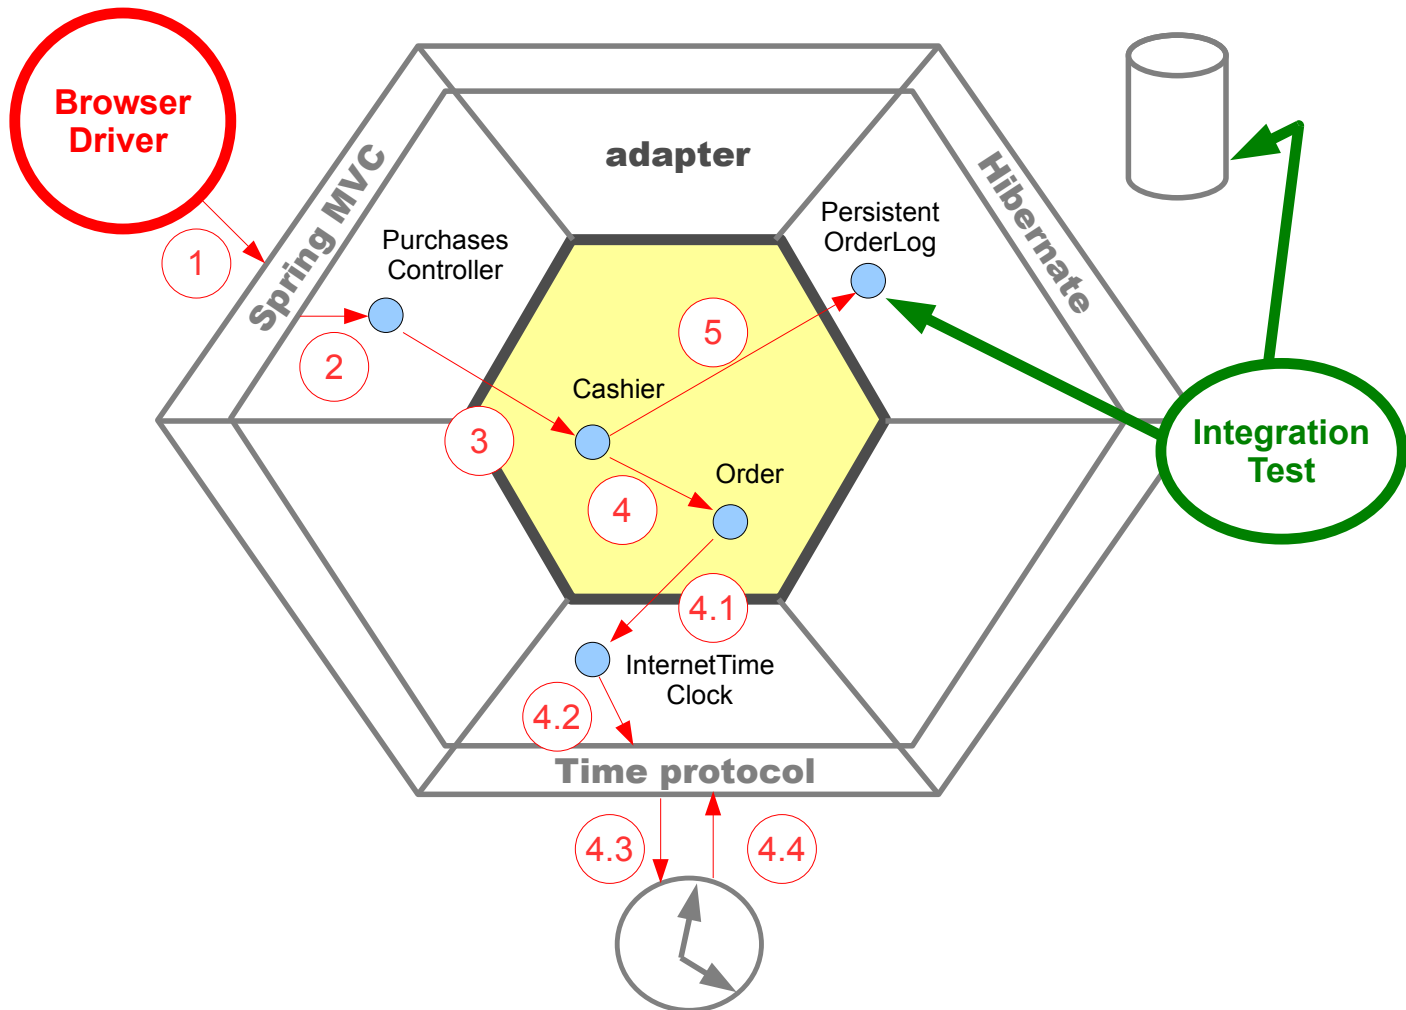 Browser
Driver
adapter
Spring MVC
Hibernate
Persistent
OrderLog
Purchases
Controller
1
2
5
Cashier
3
Integration
Test
Order
4
4.1
InternetTime
Clock
4.2
Time protocol
4.3
4.4